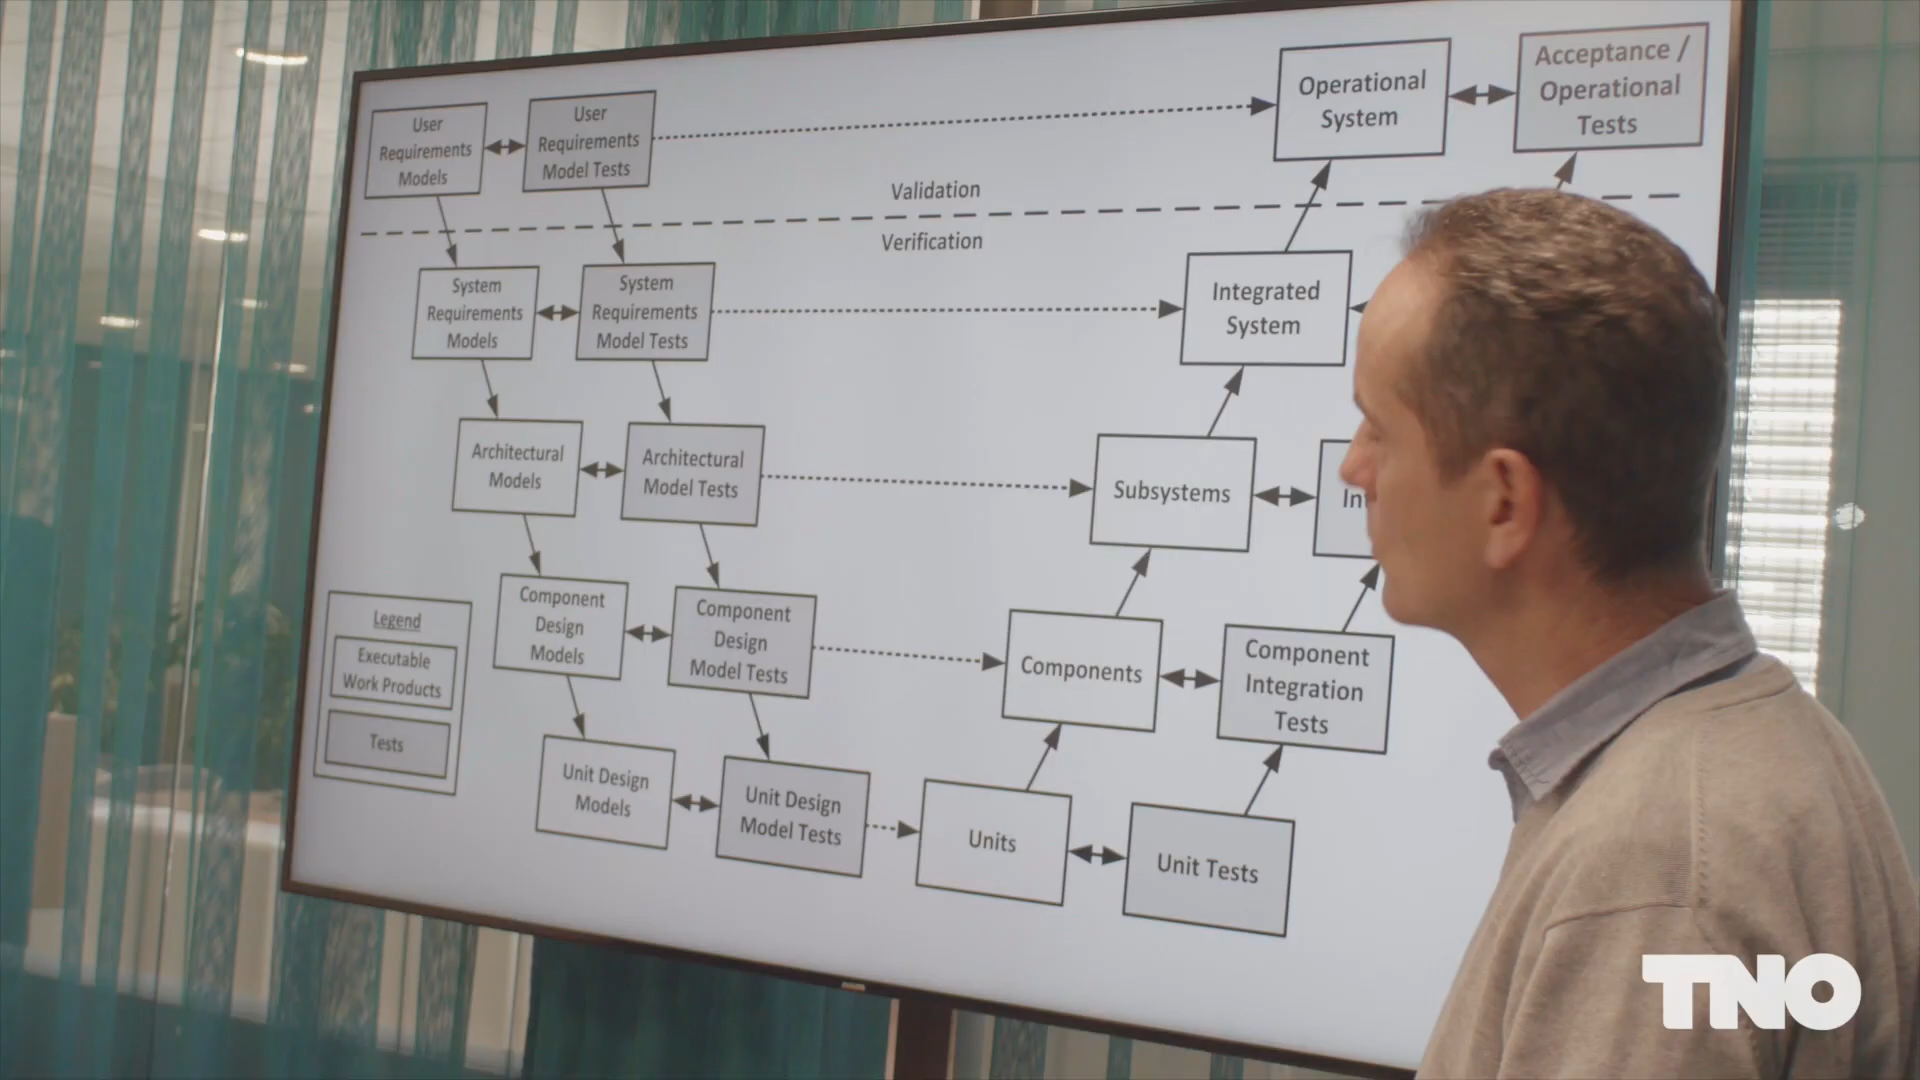 User
Requirements
Models
User
Requirements
Model Tests
Operational
System
Acceptance /
Operational
Tests
Validation
Verification
System
Requirements
Models
System
Requirements
Model Tests
Integrated
System
Architectural
Models
Architectural
Model Tests
Subsystems
Component
Design
Models
Component
Design
Model Tests
Components
Component
Integration
Tests
Legend
Executable
Work Products
Tests
Unit Design
Models
Unit Design
Model Tests
Units
Unit Tests
TNO